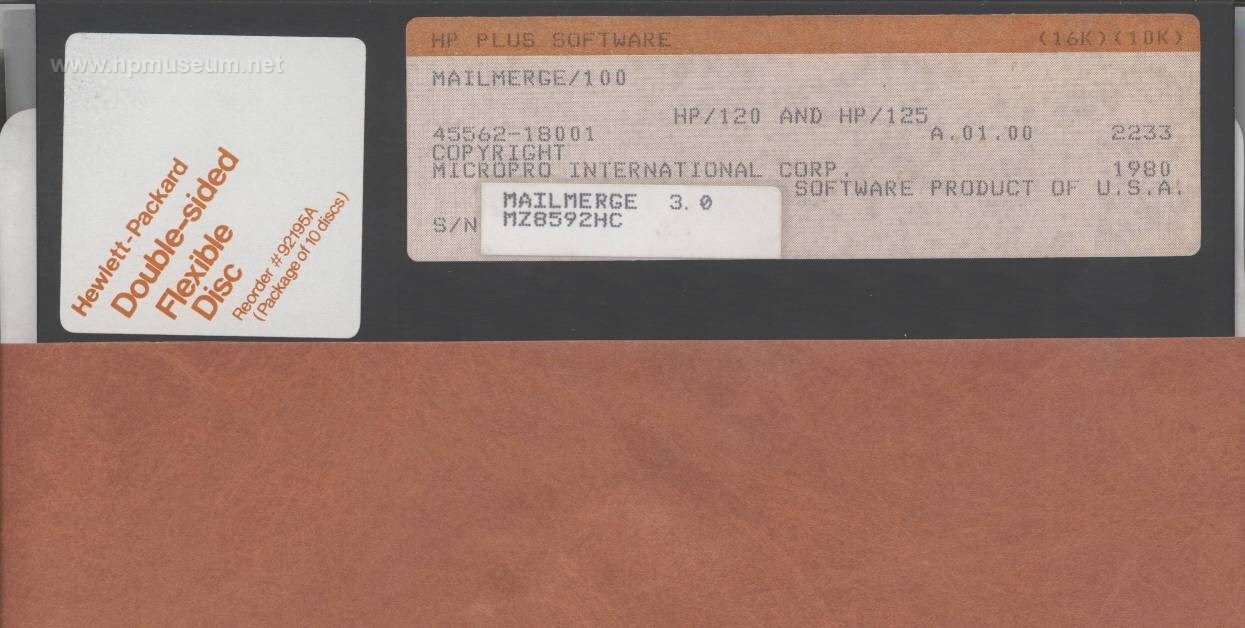 www.hpmuseum.net
Hewlett-Packard
Double-sided
Flexible
Disc
Reorder #92195A
(Package of 10 discs)
HP PLUS SOFTWARE (16K)(10K)
MAILMERGE/100
HP/120 AND HP/125
45562-18001 A.01.00 2233
COPYRIGHT
MICROPRO INTERNATIONAL CORP. 1980
SOFTWARE PRODUCT OF U.S.A.
S/N
MAILMERGE 3.0
MZ8592HC